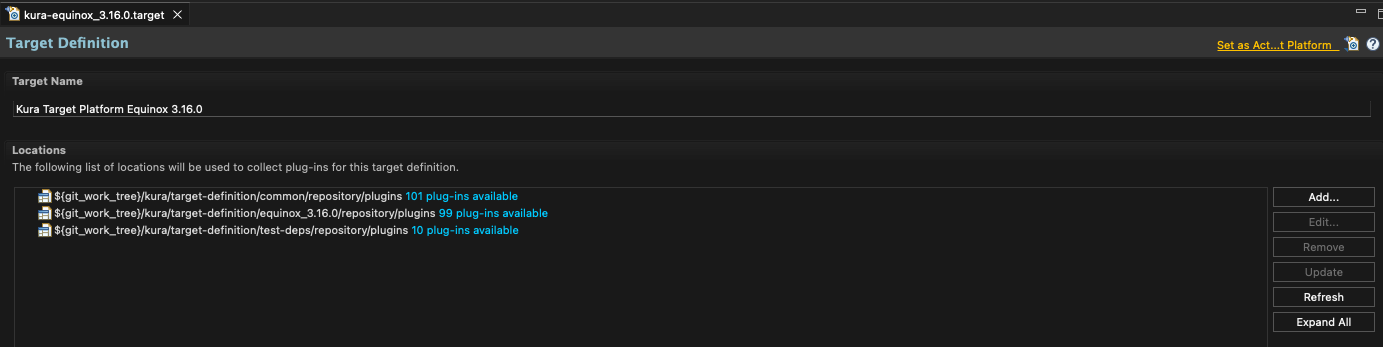 kura-equinox_3.16.0.target
Target Definition
Set as Act...t Platform
Target Name
Kura Target Platform Equinox 3.16.0
Locations
The following list of locations will be used to collect plug-ins for this target definition.
${git_work_tree}/kura/target-definition/common/repository/plugins 101 plug-ins available
${git_work_tree}/kura/target-definition/equinox_3.16.0/repository/plugins 99 plug-ins available
${git_work_tree}/kura/target-definition/test-deps/repository/plugins 10 plug-ins available
Add...
Edit...
Remove
Update
Refresh
Expand All